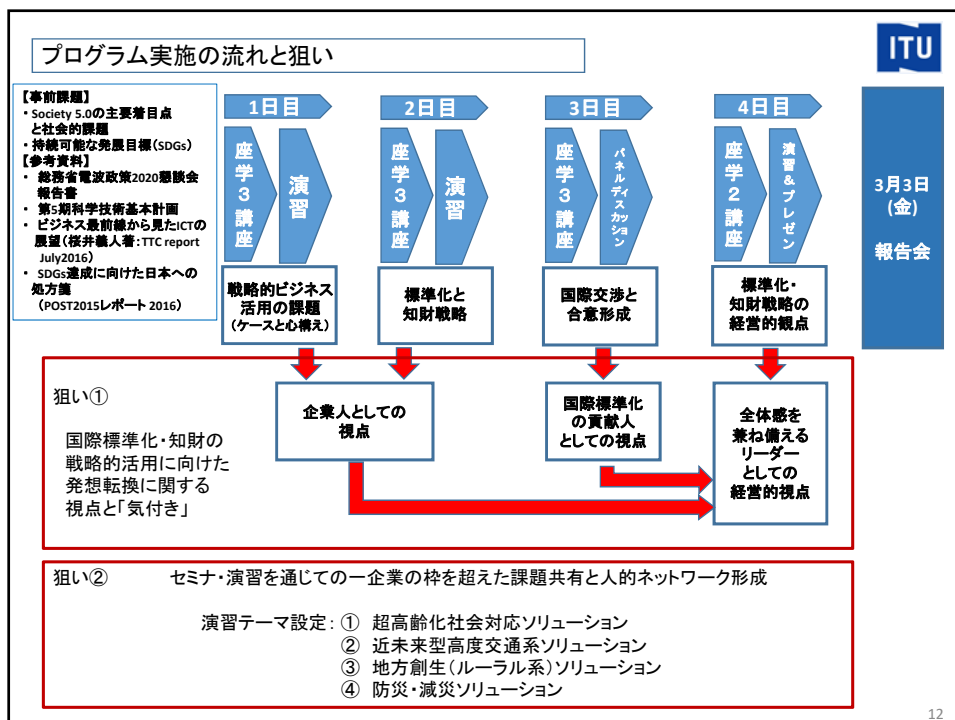 プログラム実施の流れと狙い
ITU
【事前課題】
・Society 5.0の主要着目点
と社会的課題
・持続可能な発展目標(SDGs)
【参考資料】
・ 総務省電波政策2020懇談会
報告書
・ 第5期科学技術基本計画
・ ビジネス最前線から見たICTの
展望(桜井義人著:TTC report
July2016)
・ SDGs達成に向けた日本への
処方箋
(POST2015レポート 2016)
1日目
座学3講座
演習
戦略的ビジネス
活用の課題
(ケースと心構え)
2日目
座学3講座
演習
標準化と
知財戦略
3日目
座学3講座
パネルディスカッション
国際交渉と
合意形成
4日目
座学2講座
演習&プレゼン
標準化・
知財戦略の
経営的観点
3月3日
(金)
報告会
狙い①
国際標準化・知財の
戦略的活用に向けた
発想転換に関する
視点と「気付き」
企業人としての
視点
国際標準化
の貢献人
としての視点
全体感を
兼ね備える
リーダー
としての
経営的視点
狙い② セミナ・演習を通じての一企業の枠を超えた課題共有と人的ネットワーク形成
演習テーマ設定: ① 超高齢化社会対応ソリューション
② 近未来型高度交通系ソリューション
③ 地方創生(ルーラル系)ソリューション
④ 防災・減災ソリューション
12